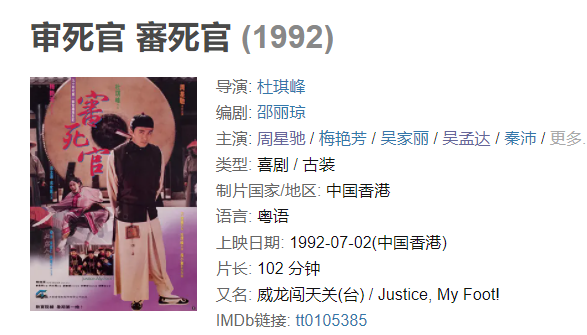 审死官 審死官 (1992)
審死官
导演: 杜琪峰
编剧: 邵丽琼
主演: 周星驰 / 梅艳芳 / 吴家丽 / 吴孟达 / 秦沛 / 更多.
类型: 喜剧 / 古装
制片国家/地区: 中国香港
语言: 粤语
上映日期: 1992-07-02(中国香港)
片长: 102 分钟
又名: 威龙闯天关(台) / Justice, My Foot!
IMDb链接: tt0105385